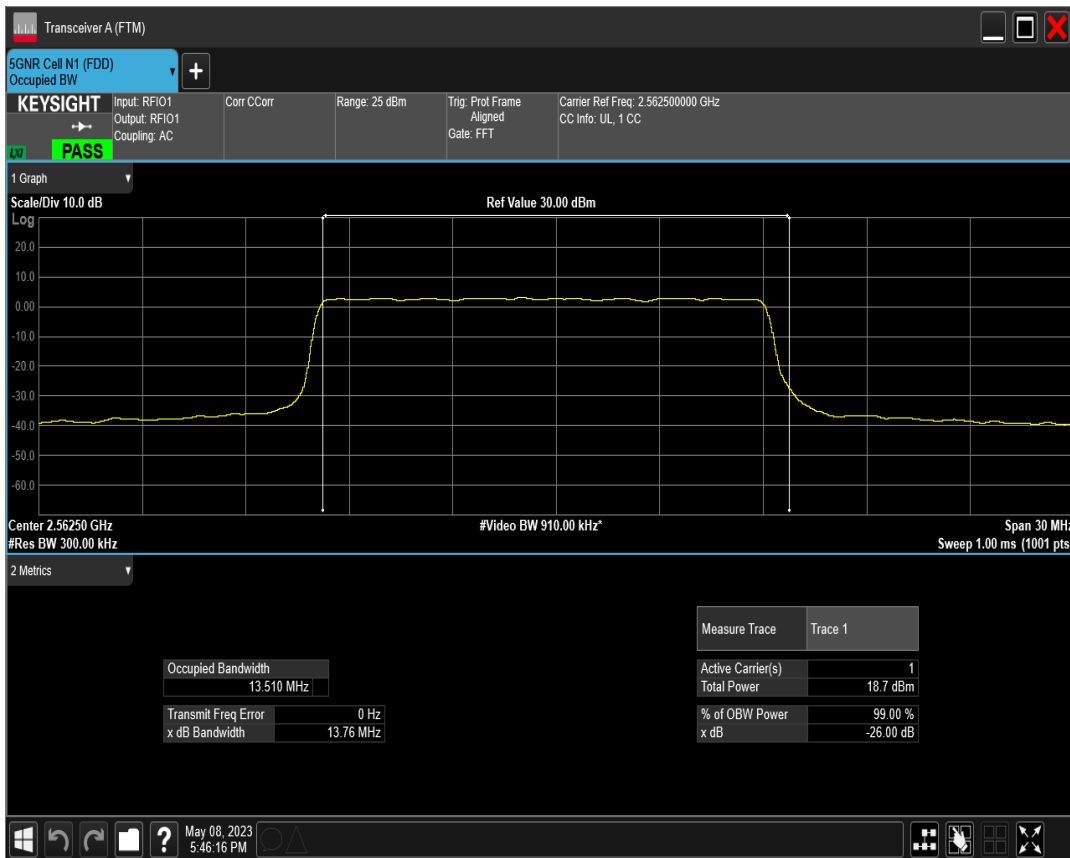 Transceiver A (FTM)
5GNR Cell N1 (FDD)
Occupied BW
+
KEYSIGHT
LXI
PASS
Input: RFIO1
Output: RFIO1
Coupling: AC
Corr CCorr
Range: 25 dBm
Trig: Prot Frame
Aligned
Gate: FFT
Carrier Ref Freq: 2.562500000 GHz
CC Info: UL, 1 CC
1 Graph
Scale/Div 10.0 dB
Ref Value 30.00 dBm
Log
20.0
10.0
0.00
-10.0
-20.0
-30.0
-40.0
-50.0
-60.0
Center 2.56250 GHz
#Video BW 910.00 kHz*
Span 30 MHz
#Res BW 300.00 kHz
Sweep 1.00 ms (1001 pts
2 Metrics
Measure Trace Trace 1
Occupied Bandwidth
13.510 MHz
Transmit Freq Error 0 Hz
x dB Bandwidth 13.76 MHz
Active Carrier(s) 1
Total Power 18.7 dBm
% of OBW Power 99.00 %
x dB -26.00 dB
?
May 08, 2023
5:46:16 PM